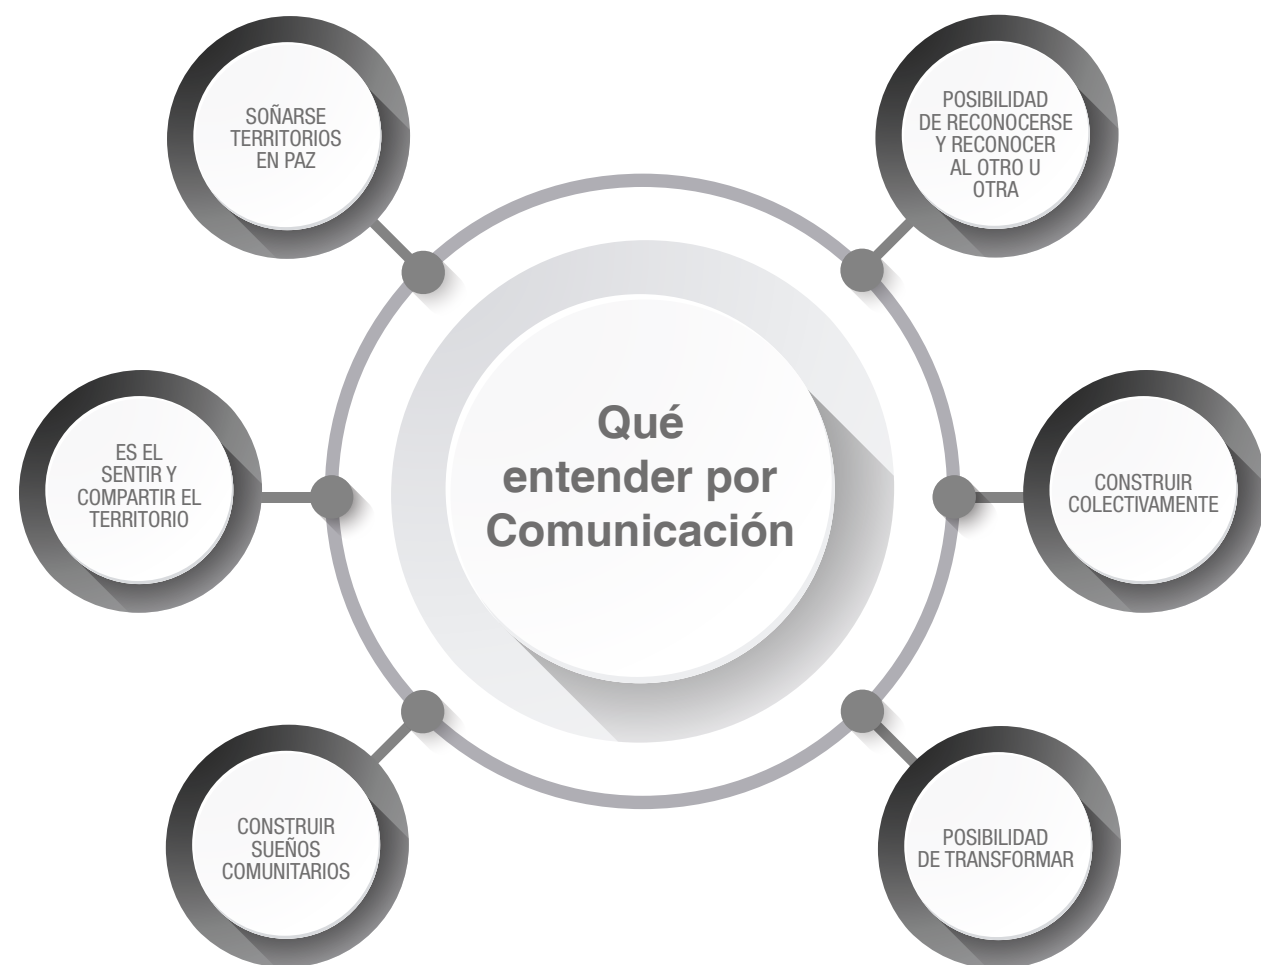 SOÑARSE
TERRITORIOS
EN PAZ
POSIBILIDAD
DE RECONOCERSE
Y RECONOCER
AL OTRO U
OTRA
ES EL
SENTIR Y
COMPARTIR EL
TERRITORIO
Qué
entender por
Comunicación
CONSTRUIR
COLECTIVAMENTE
CONSTRUIR
SUEÑOS
COMUNITARIOS
POSIBILIDAD
DE TRANSFORMAR